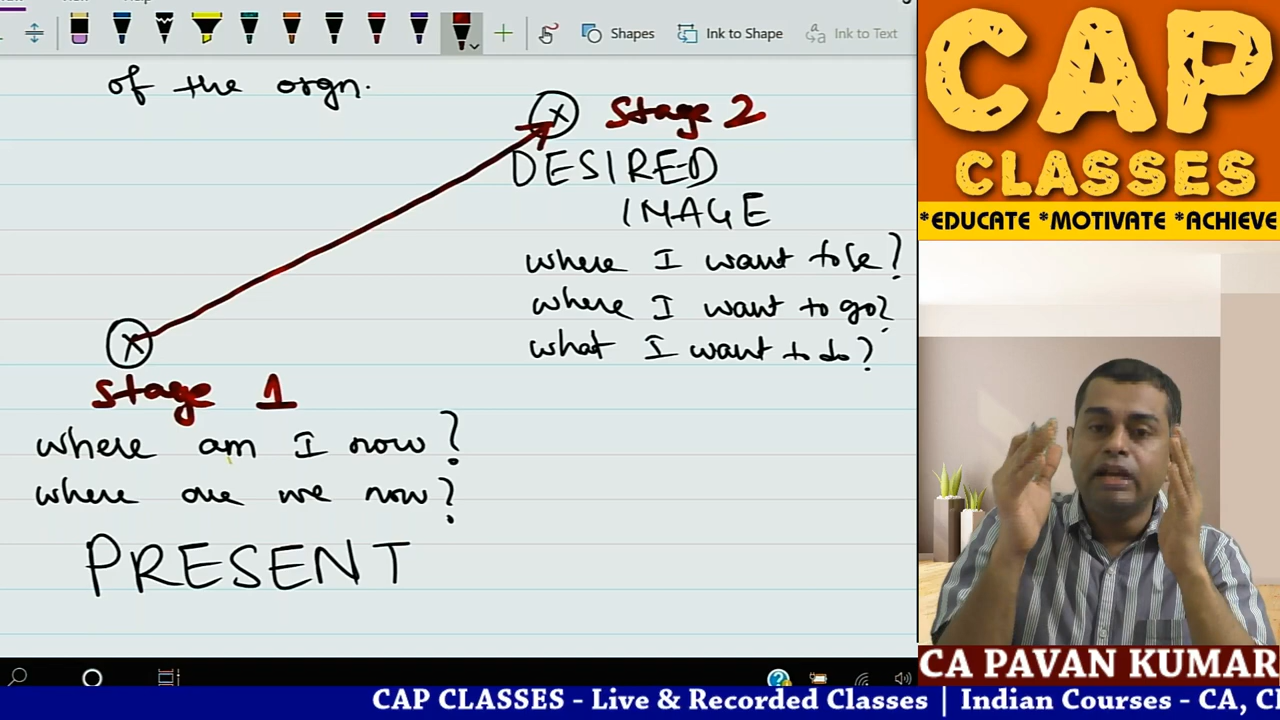 Shapes
Ink to Shape
Ink to Text
of the orgn.
Stage 2
DESIRED
IMAGE
where I want to be?
where I want to go?
what I want to do?
Stage 1
where am I now?
where are we now?
PRESENT
CAP
CLASSES
*EDUCATE *MOTIVATE *ACHIEVE
CA PAVAN KUMAR
CAP CLASSES - Live & Recorded Classes | Indian Courses - CA, C